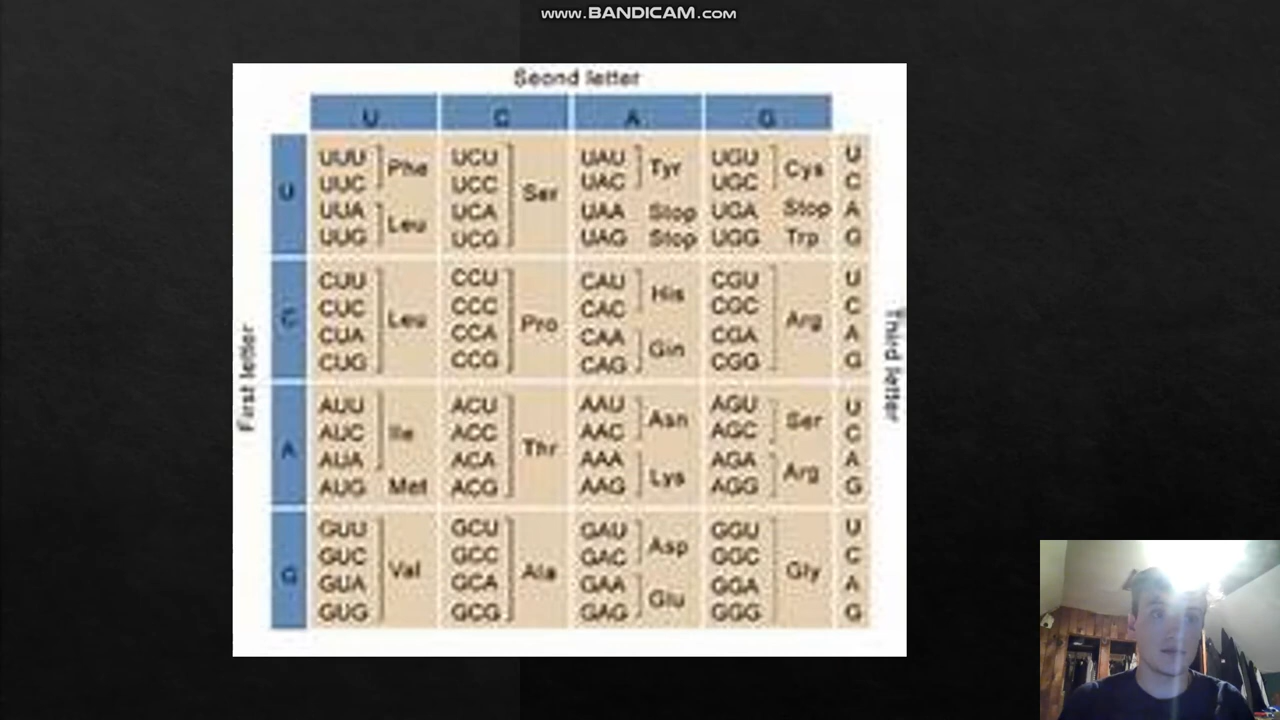 www.BANDICAM.com
Seond letter
U C A G
First letter
Third letter
U
UUU Phe UCU Ser UAU Tyr UGU Cys U
UUC UCC UAC UGC C
UUA Leu UCA UAA Stop UGA Stop A
UUG UCG UAG Stop UGG Trp G
C
CUU Leu CCU Pro CAU His CGU Arg U
CUC CCC CAC CGC C
CUA CCA CAA Gin CGA A
CUG CCG CAG CGG G
A
AUU Ile ACU Thr AAU Asn AGU Ser U
AUC ACC AAC AGC C
AUA ACA AAA Lys AGA Arg A
AUG Met ACG AAG AGG G
G
GUU Val GCU Ala GAU Asp GGU Gly U
GUC GCC GAC GGC C
GUA GCA GAA Glu GGA A
GUG GCG GAG GGG G